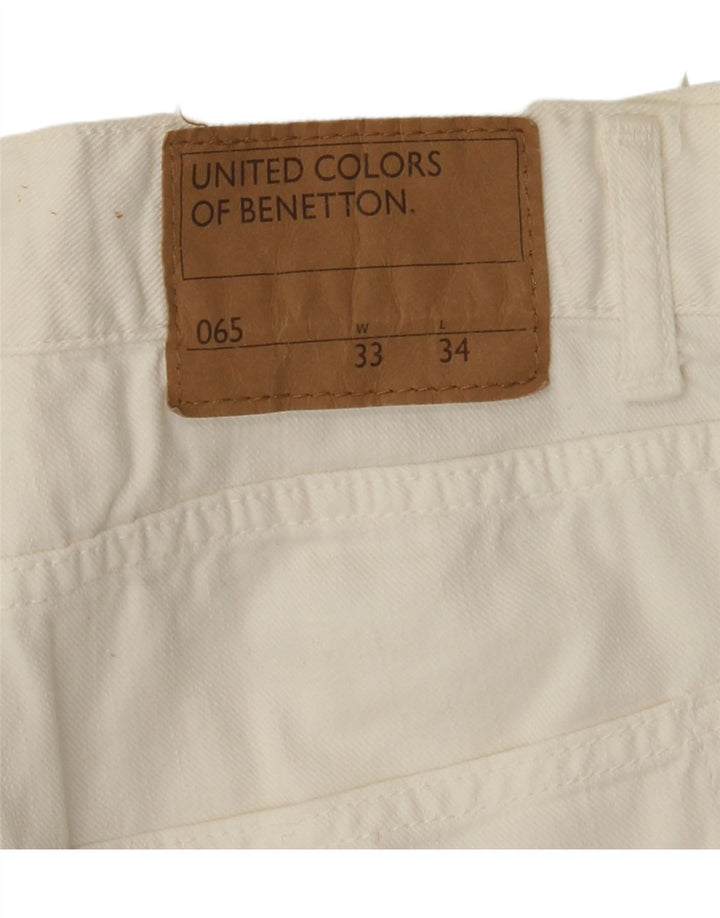 UNITED COLORS
OF BENETTON.
065 W L
33 34